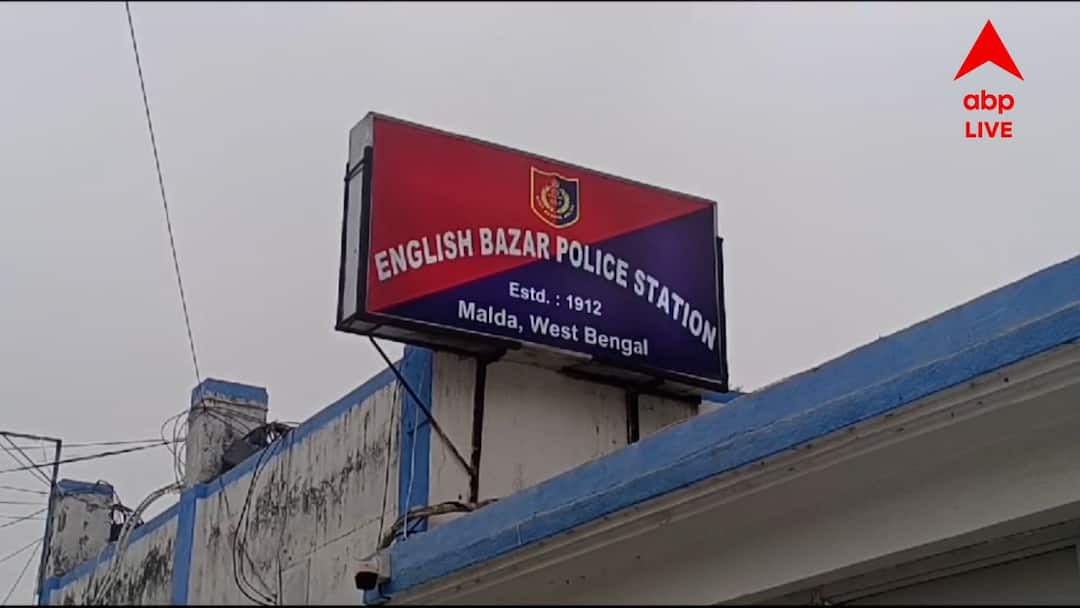 abp
LIVE
ENGLISH BAZAR POLICE STATION
Estd. : 1912
Malda, West Bengal